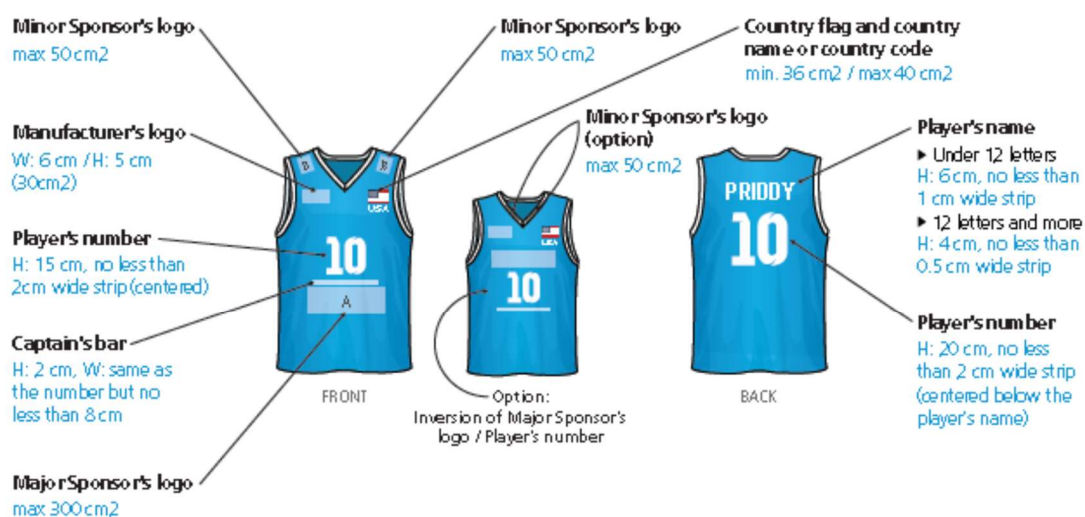 Minor Sponsor's logo
max 50 cm2
Minor Sponsor's logo
max 50 cm2
Country flag and country
name or country code
min. 36 cm2 / max 40 cm2
Manufacturer's logo
W: 6 cm / H: 5 cm
(30cm2)
Minor Sponsor's logo
(option)
max 50 cm2
Player's name
▸ Under 12 letters
H: 6 cm, no less than
1 cm wide strip
▸ 12 letters and more
H: 4 cm, no less than
0.5 cm wide strip
B
B
USA
USA
PRIDDY
10
10
10
A
Player's number
H: 15 cm, no less than
2cm wide strip (centered)
Captain's bar
H: 2 cm, W: same as
the number but no
less than 8 cm
Player's number
H: 20 cm, no less
than 2 cm wide strip
(centered below the
player's name)
FRONT
Option:
Inversion of Major Sponsor's
logo / Player's number
BACK
Major Sponsor's logo
max 300 cm2